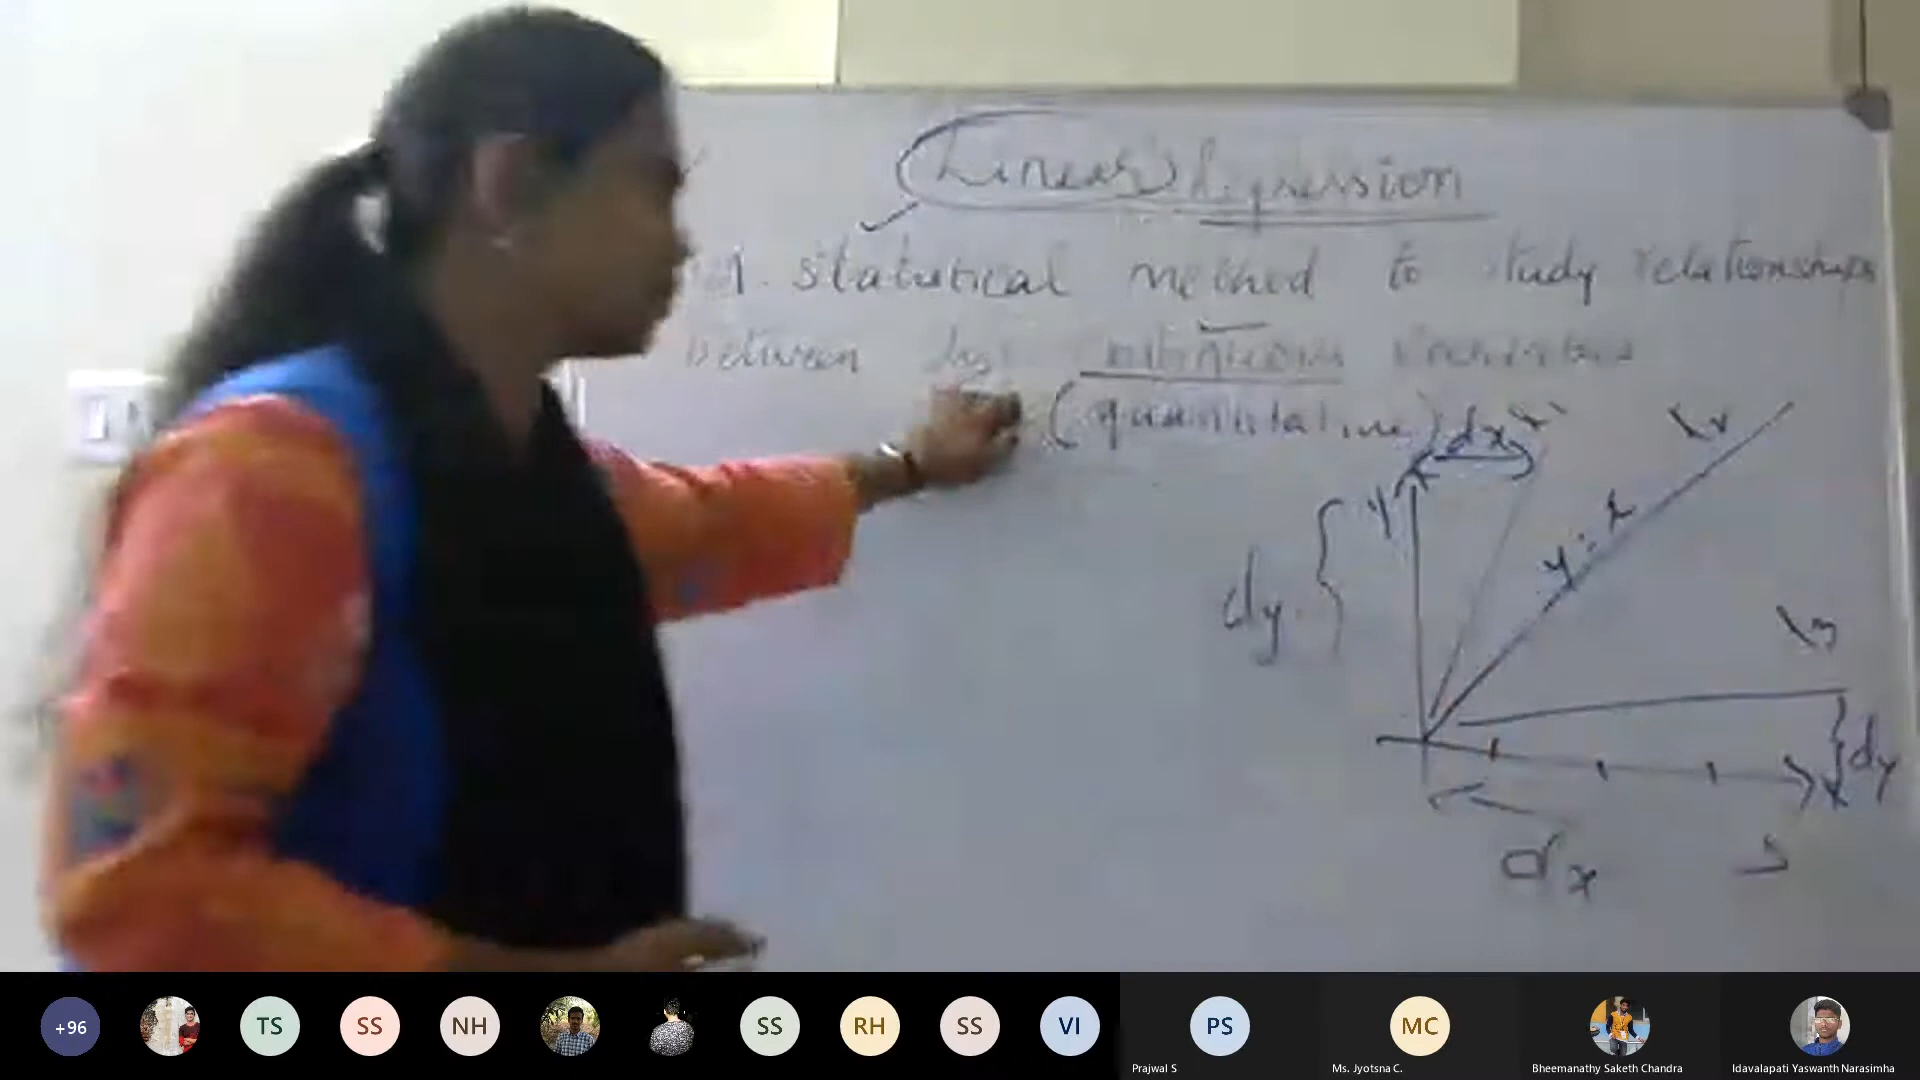 Linear Regression
A statistical method to study relationships
between continuous variables
(quantitative)
dx
y
y = x
dy
dy
dx
+96
TS
SS
NH
SS
RH
SS
VI
PS
MC
Prajwal S
Ms. Jyotsna C.
Bheemanathy Saketh Chandra
Idavalapati Yaswanth Narasimha